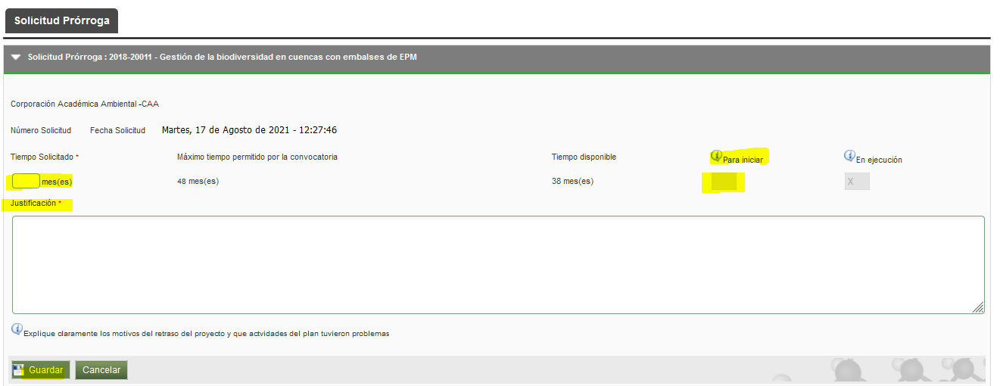 Solicitud Prórroga
Solicitud Prórroga : 2018-20011 - Gestión de la biodiversidad en cuencas con embalses de EPM
Corporación Académica Ambiental -CAA
Número Solicitud Fecha Solicitud Martes, 17 de Agosto de 2021 - 12:27:46
Tiempo Solicitado * Máximo tiempo permitido por la convocatoria Tiempo disponible Para iniciar En ejecución
mes(es) 48 mes(es) 38 mes(es) X
Justificación *
Explique claramente los motivos del retraso del proyecto y que actvidades del plan tuvieron problemas
Guardar Cancelar